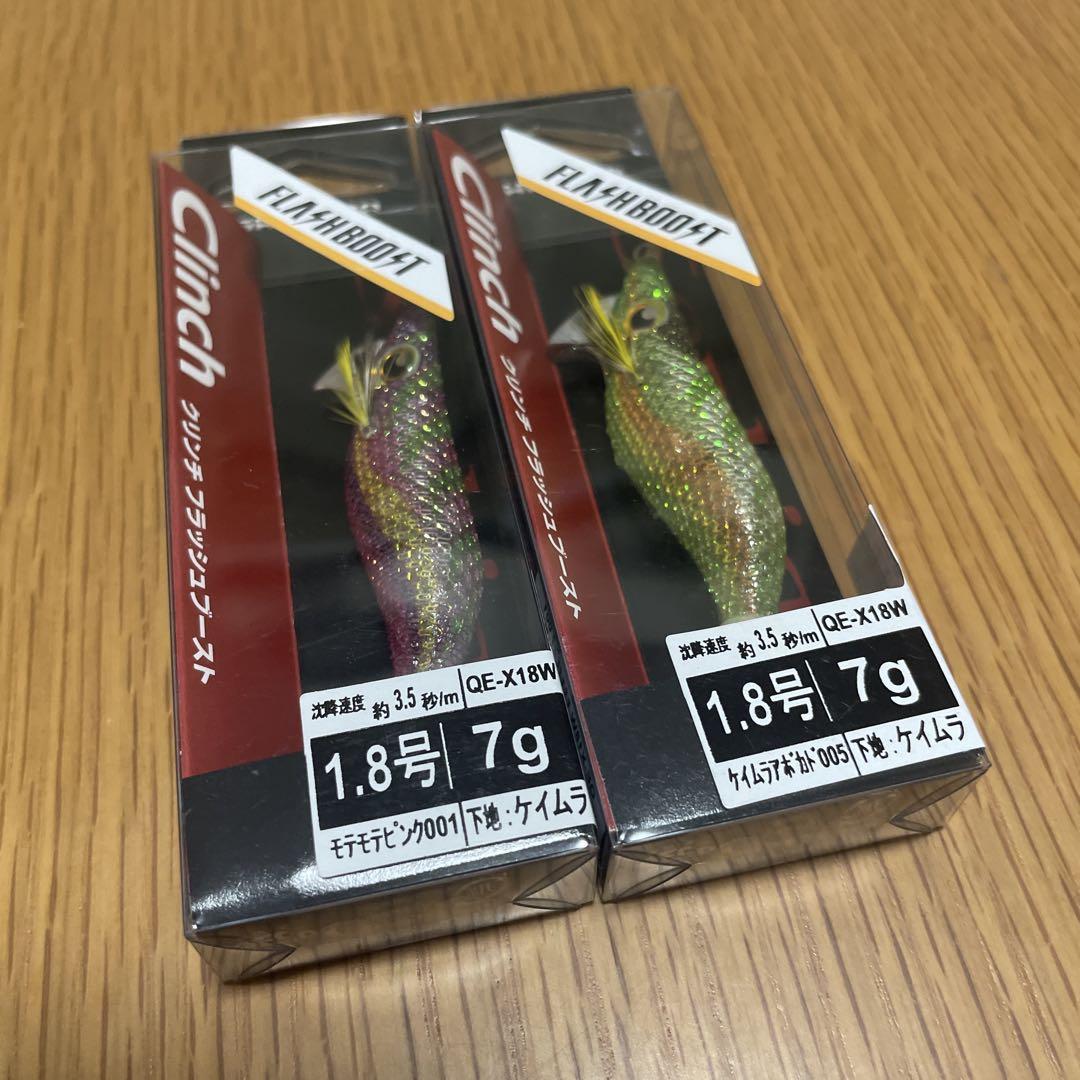 FLASHBOOST
Clinch
クリンチ フラッシュブースト
沈降速度 約3.5秒/m
QE-X18W
1.8号
7g
モテモテピンク001
下地:ケイムラ
FLASHBOOST
Clinch
クリンチ フラッシュブースト
沈降速度 約3.5秒/m
QE-X18W
1.8号
7g
ケイムラアボカド005
下地:ケイムラ